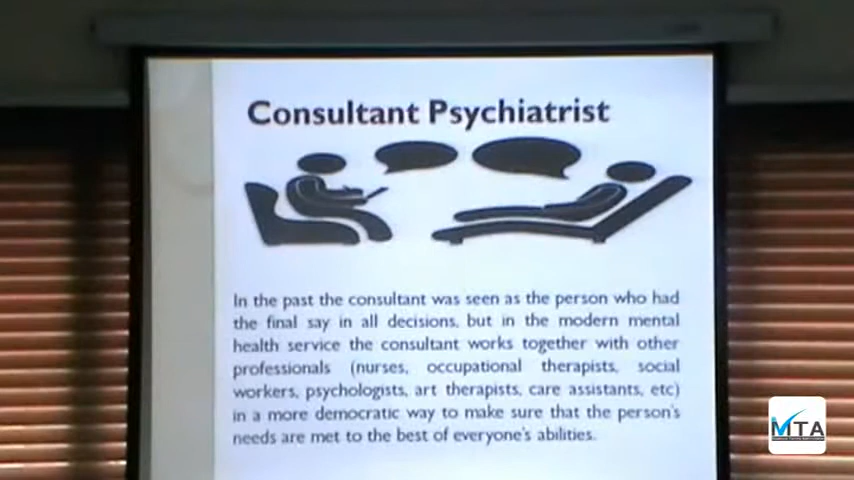 Consultant Psychiatrist
In the past the consultant was seen as the person who had
the final say in all decisions, but in the modern mental
health service the consultant works together with other
professionals (nurses, occupational therapists, social
workers, psychologists, art therapists, care assistants, etc)
in a more democratic way to make sure that the person's
needs are met to the best of everyone's abilities.
MTA